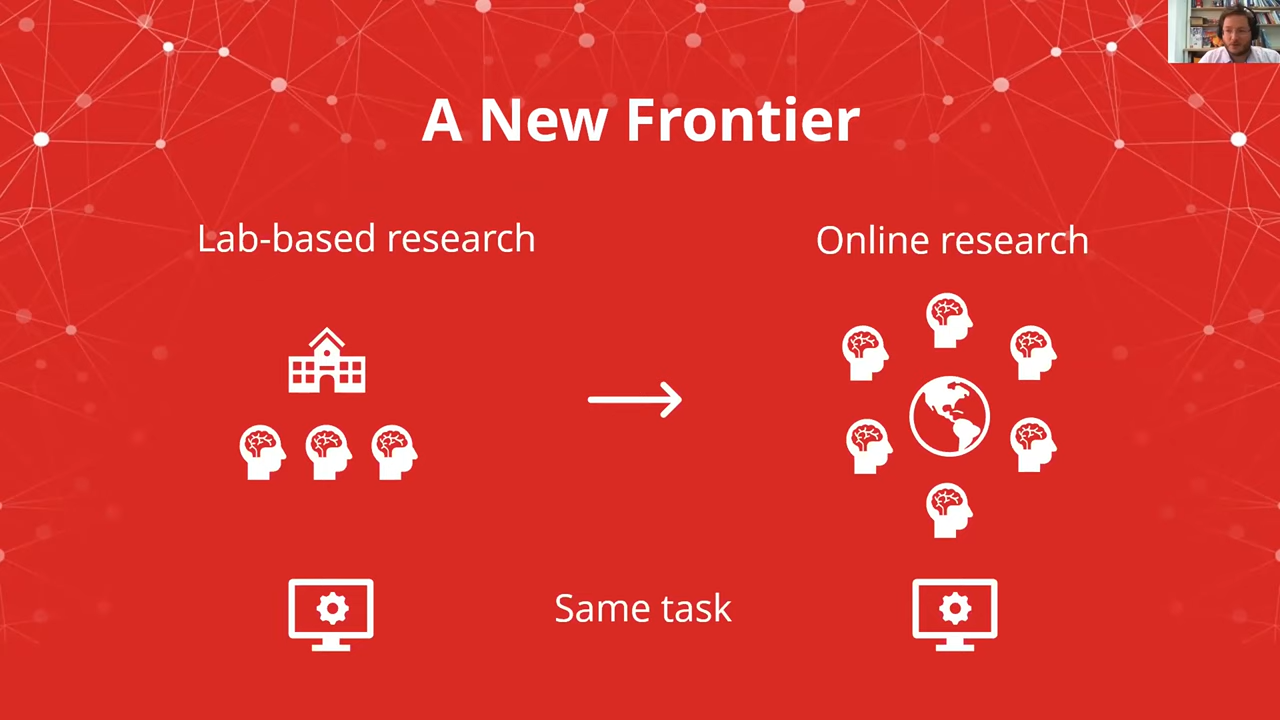 A New Frontier
Lab-based research
Online research
Same task